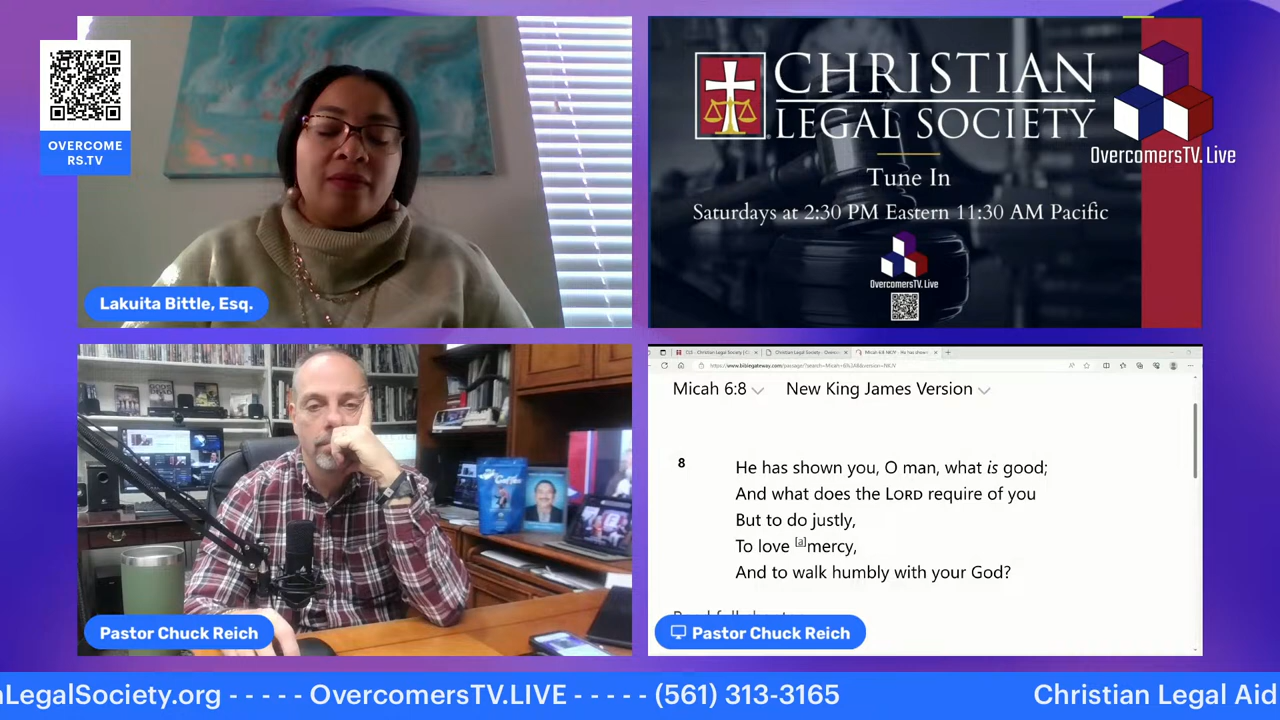 OVERCOME
RS.TV
Lakuita Bittle, Esq.
CHRISTIAN
LEGAL SOCIETY
OvercomersTV.Live
Tune In
Saturdays at 2:30 PM Eastern 11:30 AM Pacific
OvercomersTV.Live
Pastor Chuck Reich
Micah 6:8 New King James Version
8 He has shown you, O man, what is good;
And what does the LORD require of you
But to do justly,
To love [a]mercy,
And to walk humbly with your God?
Pastor Chuck Reich
LegalSociety.org - - - - - OvercomersTV.LIVE - - - - - (561) 313-3165 Christian Legal Aid